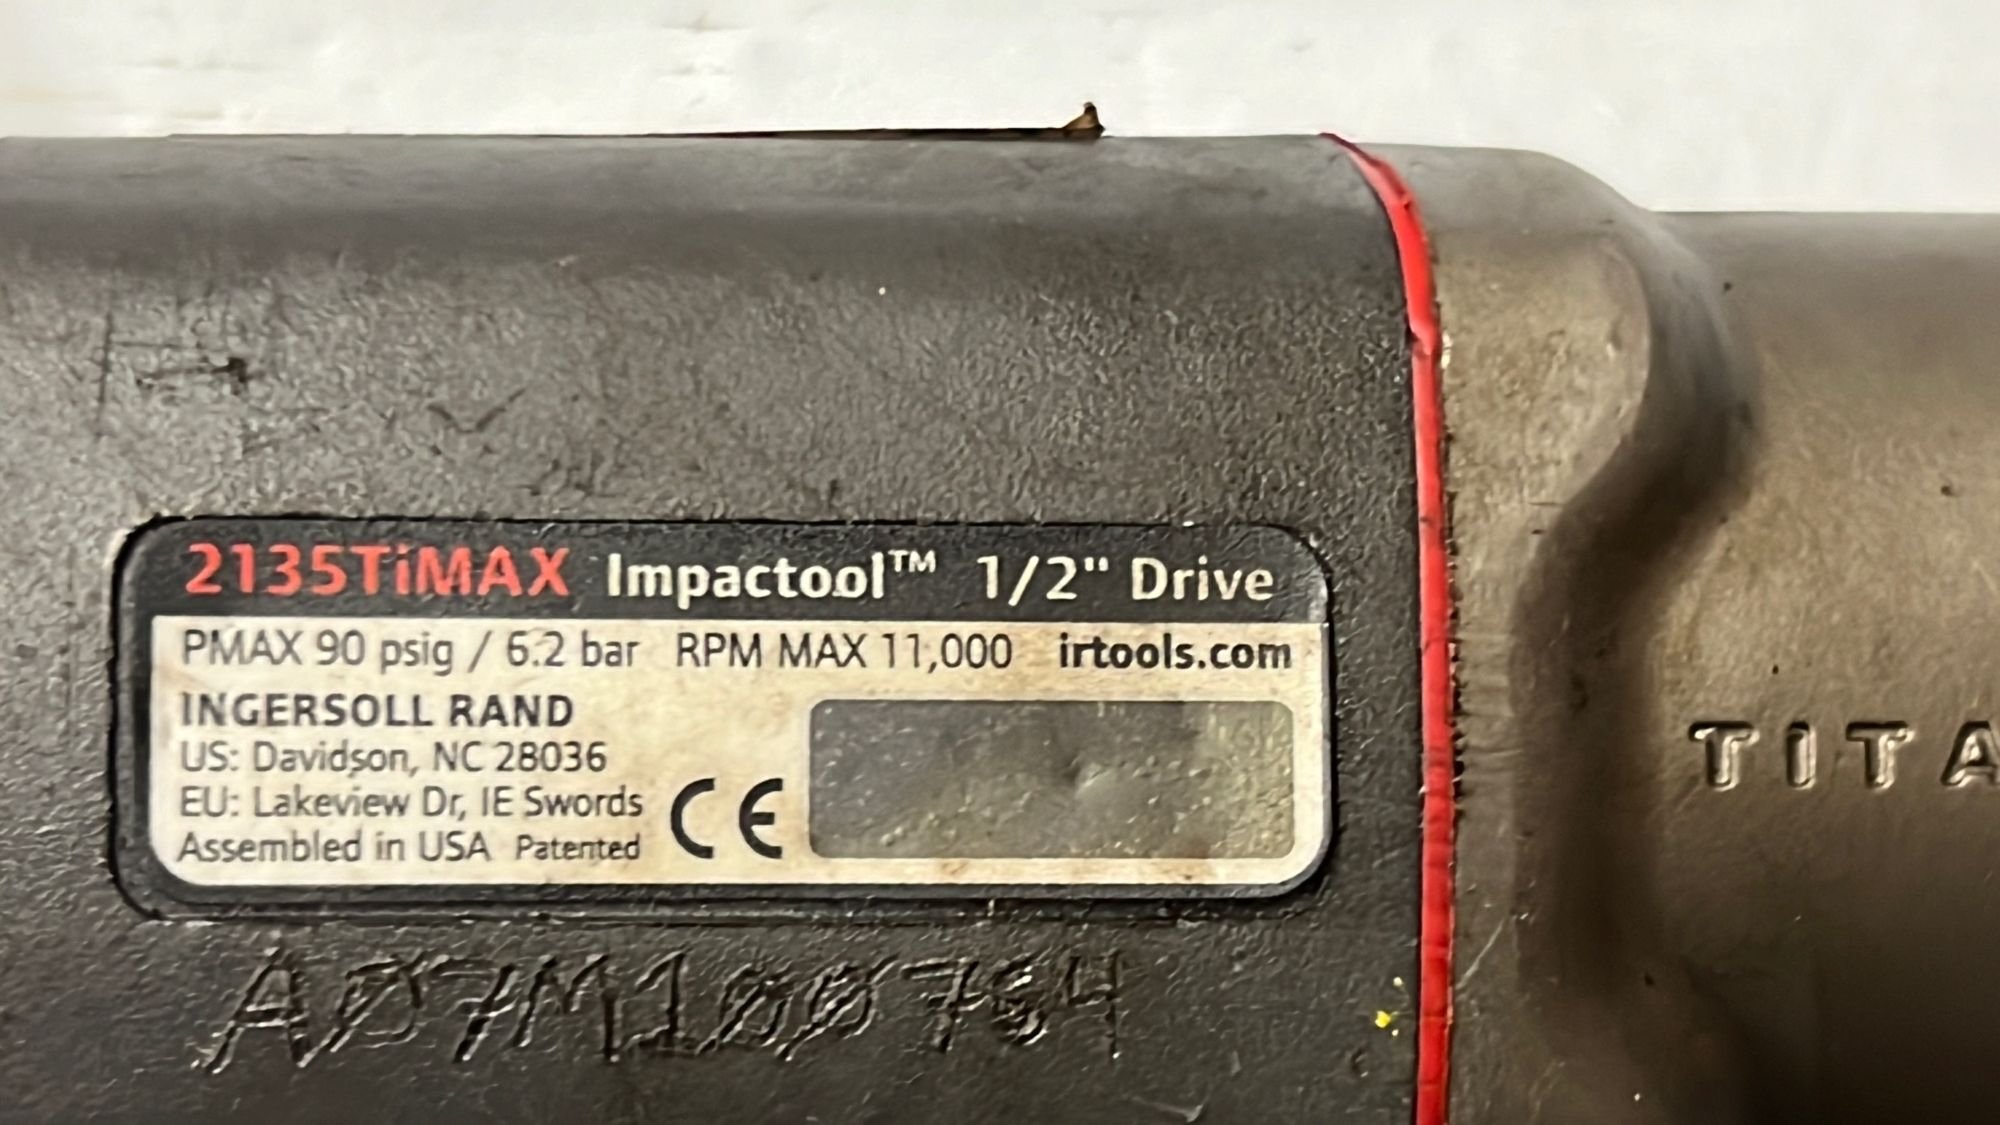 2135TiMAX Impactool™ 1/2" Drive
PMAX 90 psig / 6.2 bar RPM MAX 11,000 irtools.com
INGERSOLL RAND
US: Davidson, NC 28036
EU: Lakeview Dr, IE Swords
Assembled in USA Patented
CE
TITA